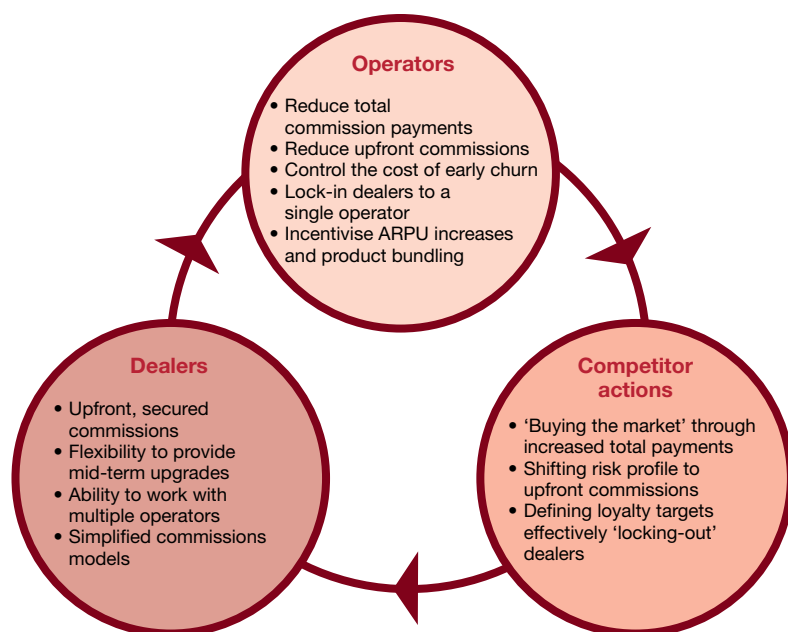 Operators
• Reduce total
commission payments
• Reduce upfront commissions
• Control the cost of early churn
• Lock-in dealers to a
single operator
• Incentivise ARPU increases
and product bundling
Dealers
• Upfront, secured
commissions
• Flexibility to provide
mid-term upgrades
• Ability to work with
multiple operators
• Simplified commissions
models
Competitor
actions
• ‘Buying the market’ through
increased total payments
• Shifting risk profile to
upfront commissions
• Defining loyalty targets
effectively ‘locking-out’
dealers